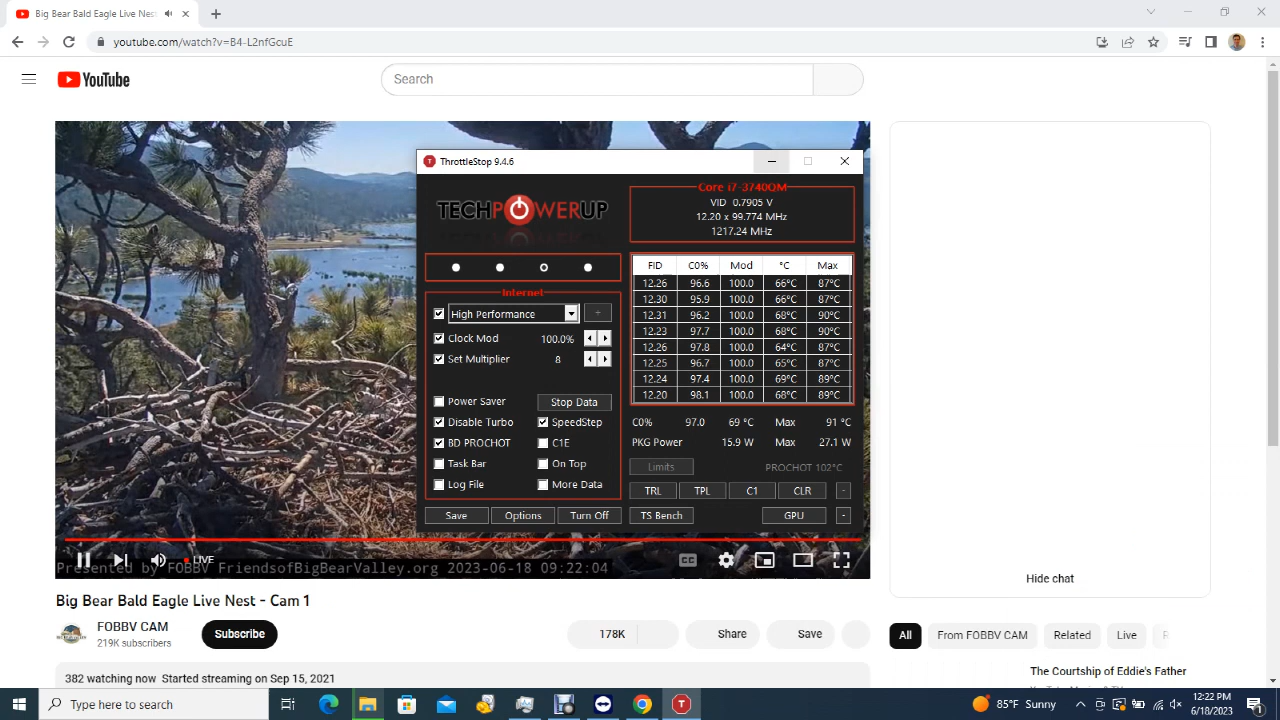 Big Bear Bald Eagle Live Nest
youtube.com/watch?v=B4-L2nfGcuE
YouTube
Search
ThrottleStop 9.4.6
TECHPOWERUP
Core i7-3740QM
VID 0.7905 V
12.20 x 99.774 MHz
1217.24 MHz
FID C0% Mod °C Max
12.26 96.6 100.0 66°C 87°C
12.30 95.9 100.0 66°C 87°C
12.31 96.2 100.0 68°C 90°C
12.23 97.7 100.0 68°C 90°C
12.26 97.8 100.0 64°C 87°C
12.25 96.7 100.0 65°C 87°C
12.24 97.4 100.0 68°C 89°C
12.20 98.1 100.0 68°C 89°C
Internet
High Performance +
Clock Mod 100.0%
Set Multiplier 8
Power Saver Stop Data
Disable Turbo SpeedStep
BD PROCHOT C1E
Task Bar On Top
Log File More Data
C0% 97.0 69 °C Max 91 °C
PKG Power 15.9 W Max 27.1 W
Limits PROCHOT 102°C
TRL TPL C1 CLR -
Save Options Turn Off TS Bench GPU -
LIVE
CC
Presented by FOBBV FriendsofBigBearValley.org 2023-06-18 09:22:04
Hide chat
Big Bear Bald Eagle Live Nest - Cam 1
FOBBV CAM
219K subscribers
Subscribe
178K
Share
Save
All From FOBBV CAM Related Live
382 watching now Started streaming on Sep 15, 2021
The Courtship of Eddie's Father
Type here to search
85°F Sunny
12:22 PM
6/18/2023
1